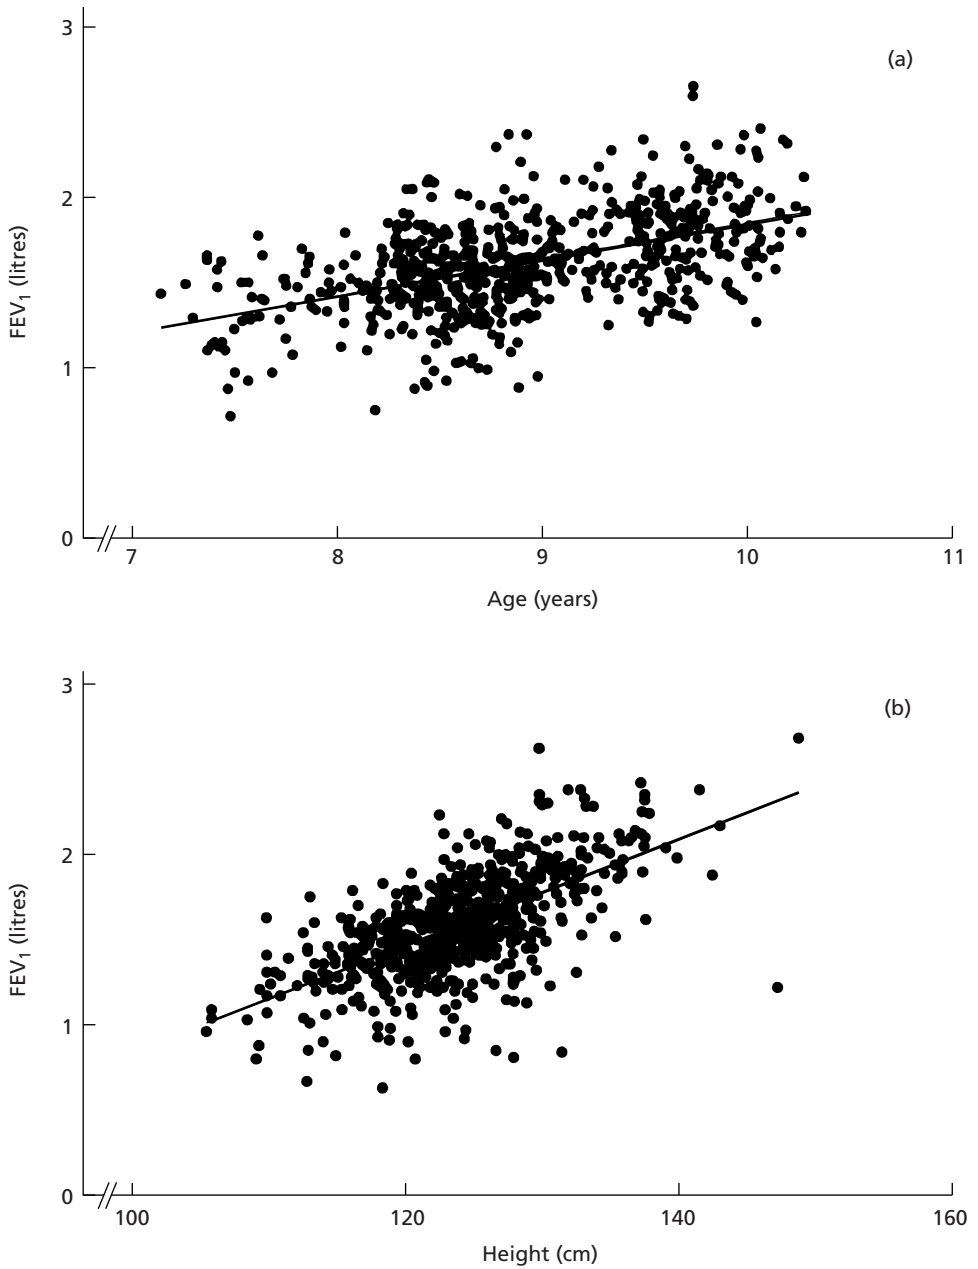 (a)
3
2
1
0
FEV₁ (litres)
7 8 9 10 11
Age (years)
(b)
3
2
1
0
FEV₁ (litres)
100 120 140 160
Height (cm)